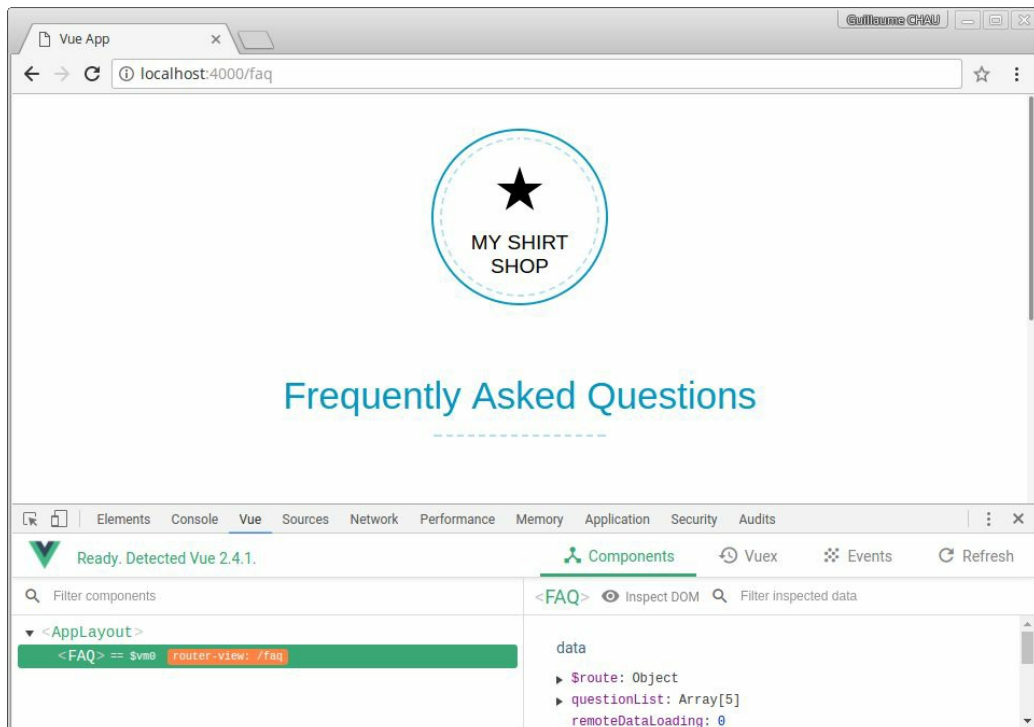 Guillaume CHAU
Vue App
localhost:4000/faq
MY SHIRT
SHOP
Frequently Asked Questions
Elements Console Vue Sources Network Performance Memory Application Security Audits
Ready. Detected Vue 2.4.1. Components Vuex Events Refresh
Filter components
<FAQ> Inspect DOM Filter inspected data
<AppLayout>
<FAQ> == $vm0 router-view: /faq
data
$route: Object
questionList: Array[5]
remoteDataLoading: 0